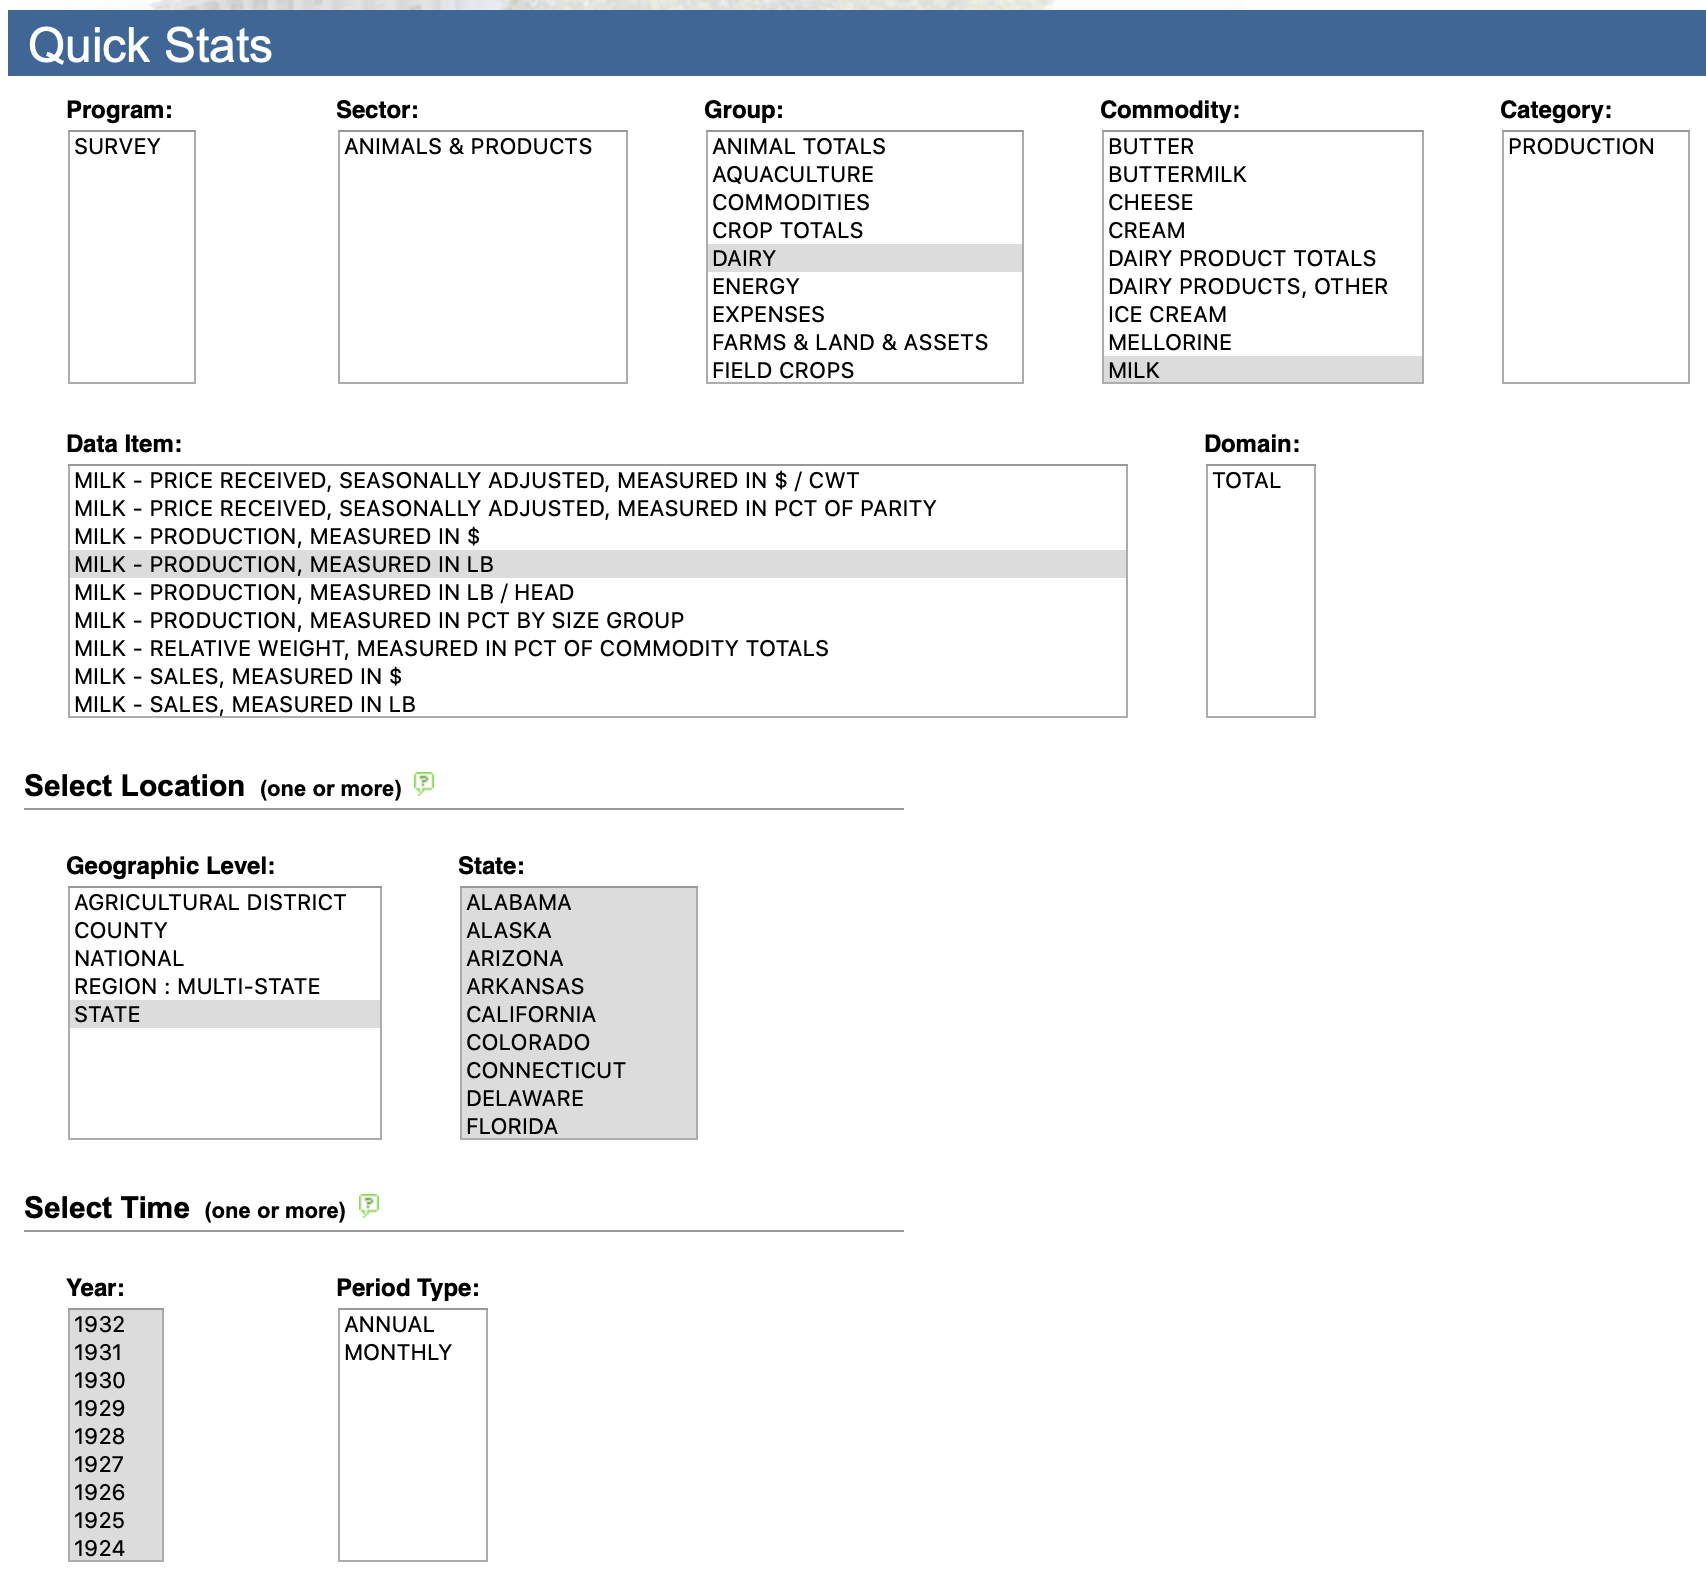 Quick Stats
Program:
SURVEY
Sector:
ANIMALS & PRODUCTS
Group:
ANIMAL TOTALS
AQUACULTURE
COMMODITIES
CROP TOTALS
DAIRY
ENERGY
EXPENSES
FARMS & LAND & ASSETS
FIELD CROPS
Commodity:
BUTTER
BUTTERMILK
CHEESE
CREAM
DAIRY PRODUCT TOTALS
DAIRY PRODUCTS, OTHER
ICE CREAM
MELLORINE
MILK
Category:
PRODUCTION
Data Item:
MILK - PRICE RECEIVED, SEASONALLY ADJUSTED, MEASURED IN $ / CWT
MILK - PRICE RECEIVED, SEASONALLY ADJUSTED, MEASURED IN PCT OF PARITY
MILK - PRODUCTION, MEASURED IN $
MILK - PRODUCTION, MEASURED IN LB
MILK - PRODUCTION, MEASURED IN LB / HEAD
MILK - PRODUCTION, MEASURED IN PCT BY SIZE GROUP
MILK - RELATIVE WEIGHT, MEASURED IN PCT OF COMMODITY TOTALS
MILK - SALES, MEASURED IN $
MILK - SALES, MEASURED IN LB
Domain:
TOTAL
Select Location (one or more) ?
Geographic Level:
AGRICULTURAL DISTRICT
COUNTY
NATIONAL
REGION : MULTI-STATE
STATE
State:
ALABAMA
ALASKA
ARIZONA
ARKANSAS
CALIFORNIA
COLORADO
CONNECTICUT
DELAWARE
FLORIDA
Select Time (one or more) ?
Year:
1932
1931
1930
1929
1928
1927
1926
1925
1924
Period Type:
ANNUAL
MONTHLY